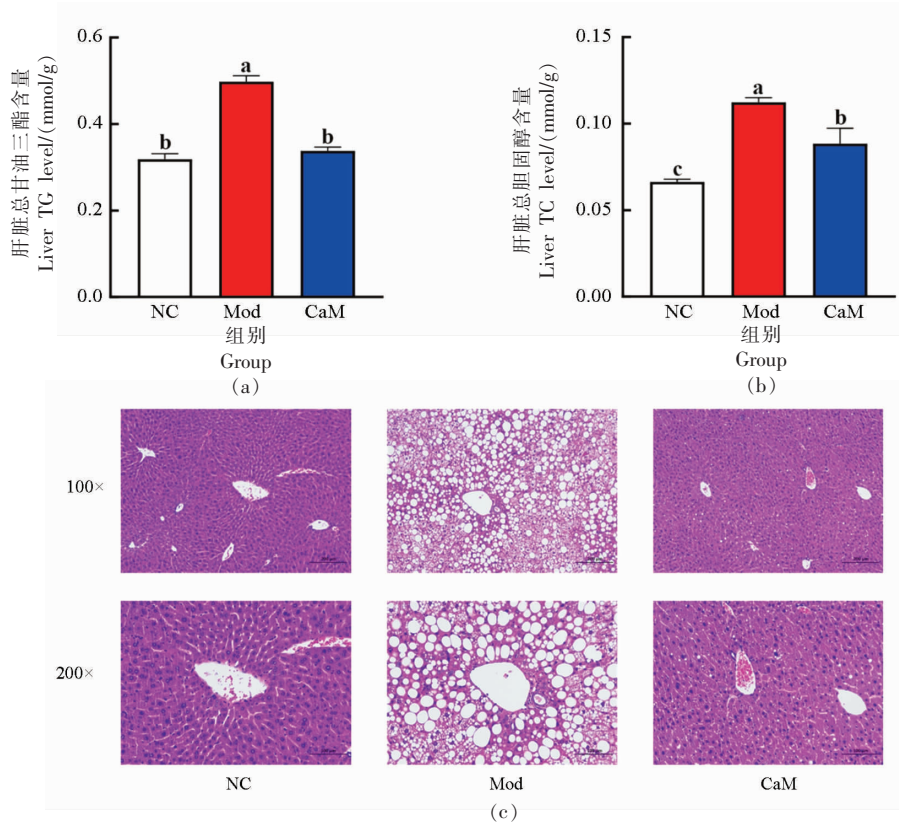 肝脏总甘油三酯含量
Liver TG level/(mmol/g)
0.6
0.4
0.2
0.0
b
a
b
NC
Mod
CaM
组别
Group
(a)
肝脏总胆固醇含量
Liver TC level/(mmol/g)
0.15
0.10
0.05
0.00
c
a
b
NC
Mod
CaM
组别
Group
(b)
100×
200×
NC
Mod
CaM
(c)